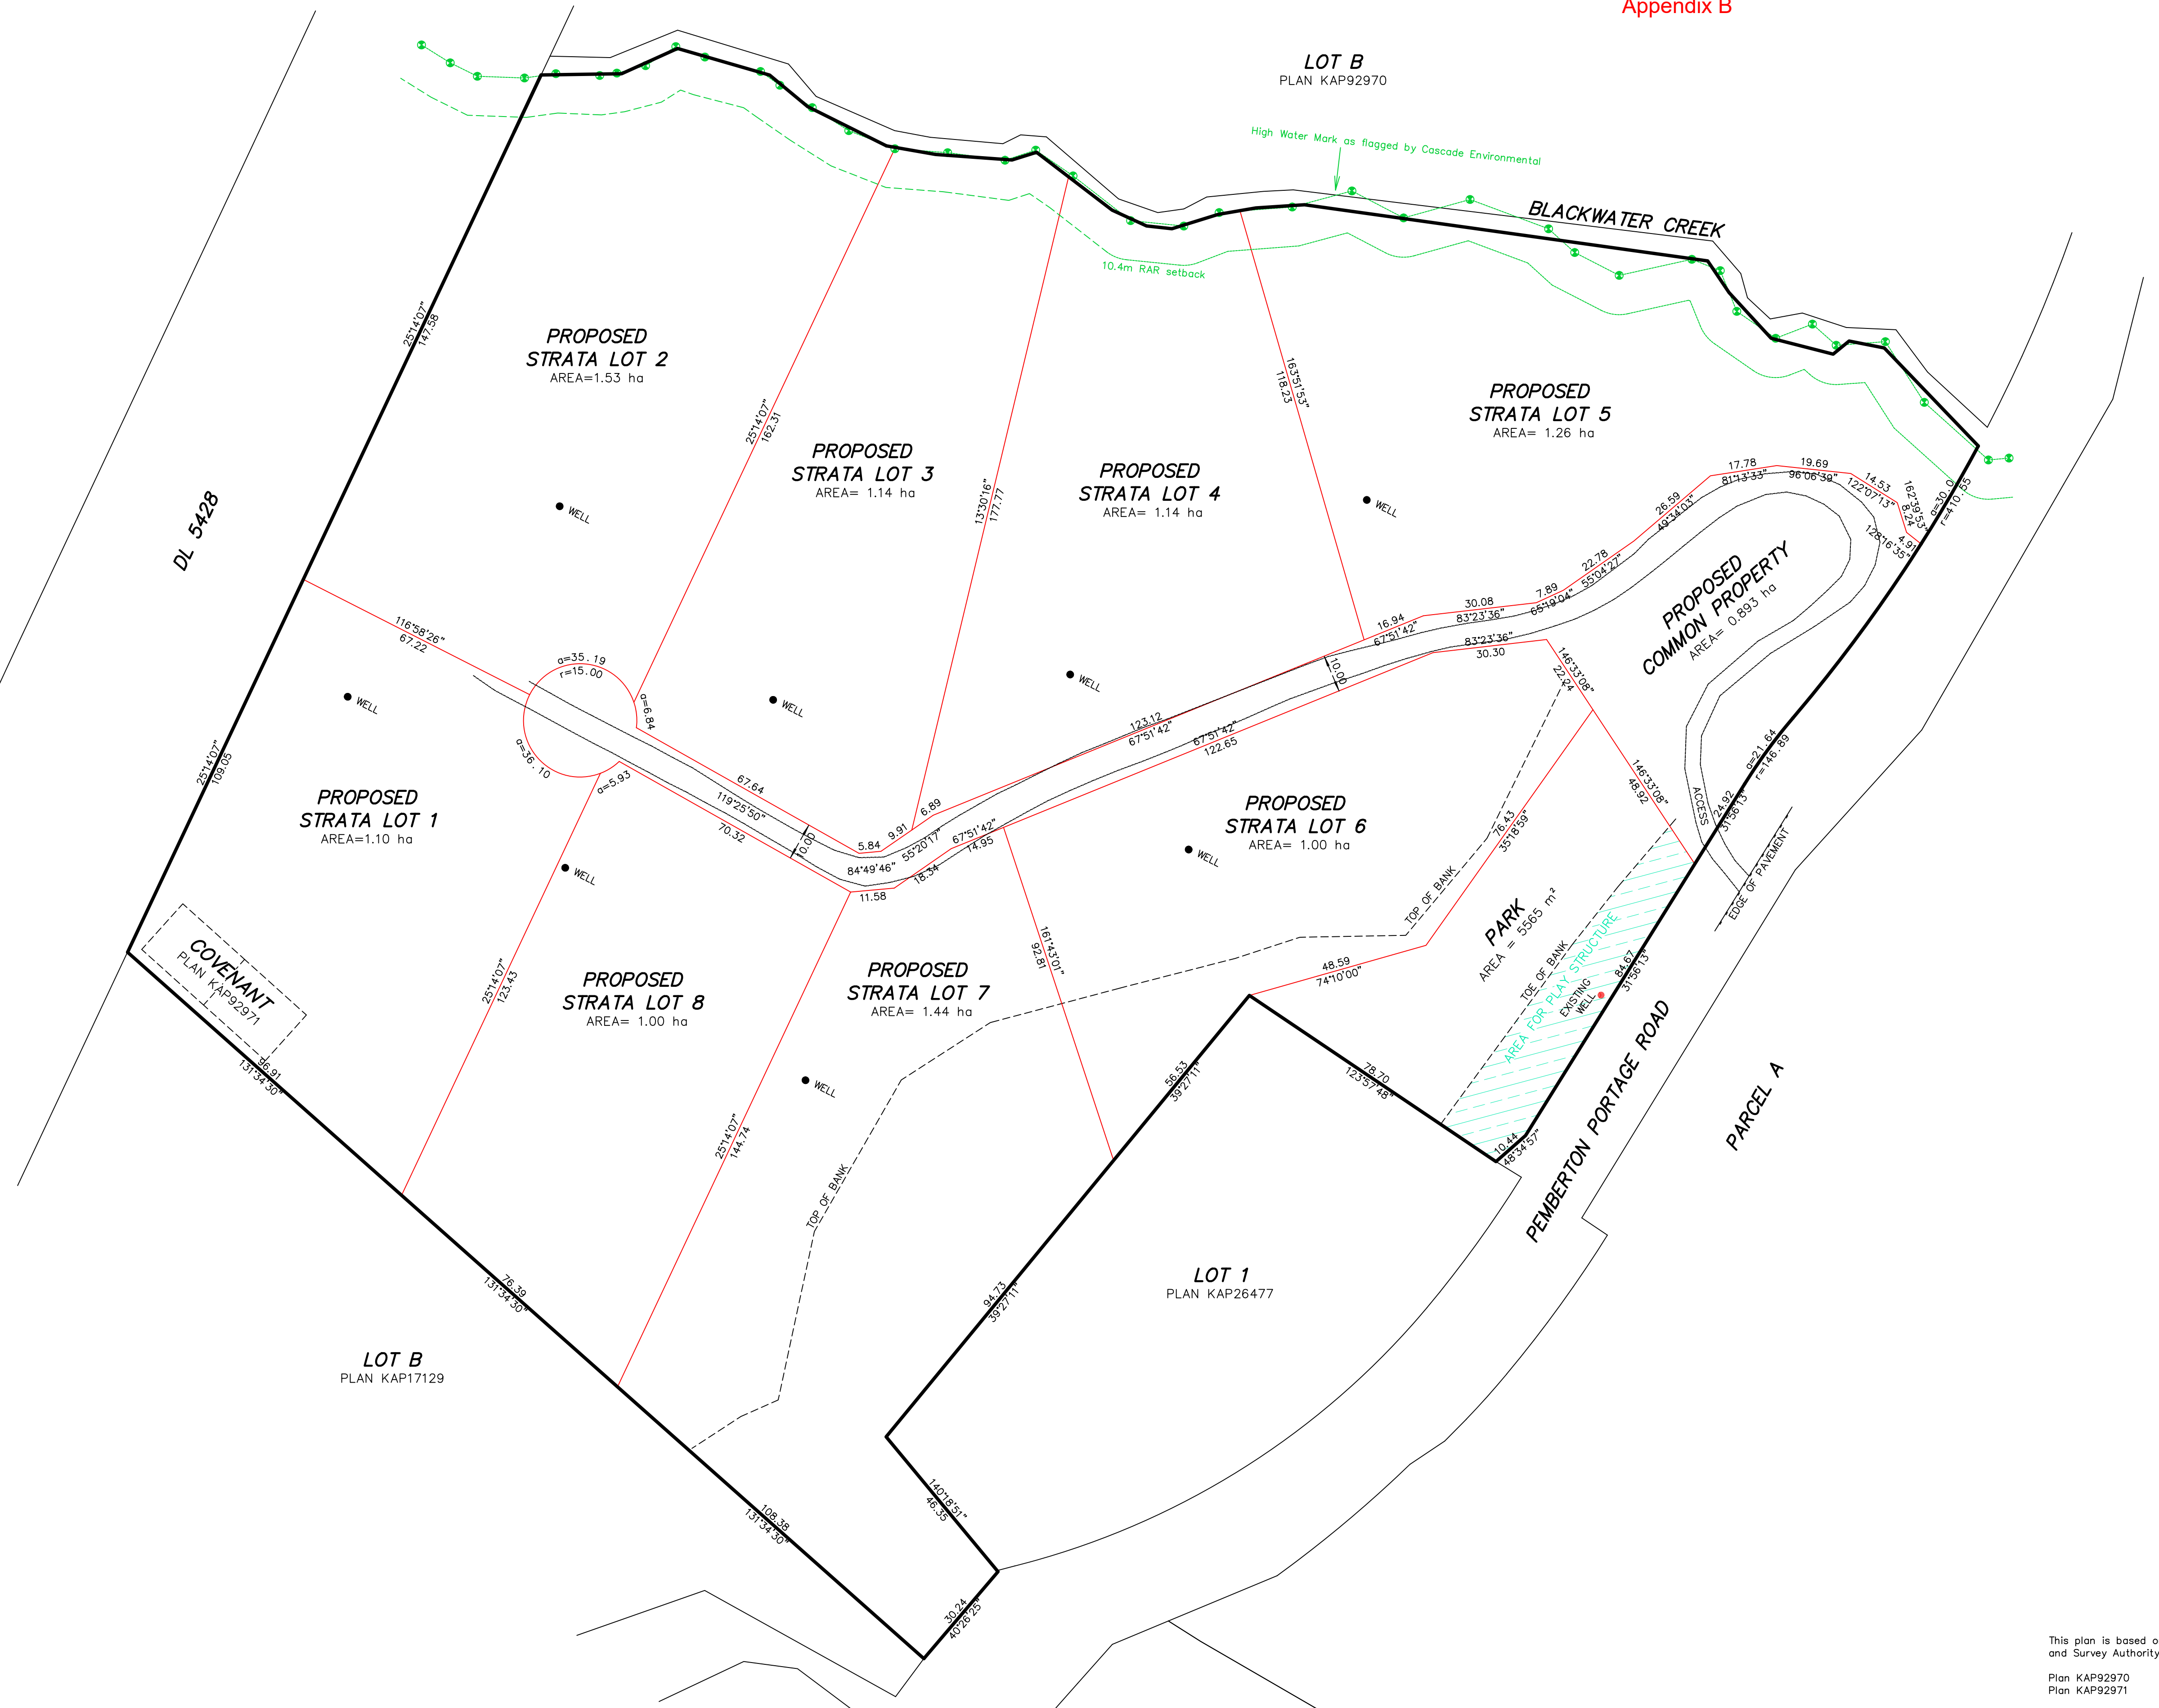 Appendix B
LOT B
PLAN KAP92970
High Water Mark as flagged by Cascade Environmental
BLACKWATER CREEK
10.4m RAR setback
25°14'07"
147.58
PROPOSED
STRATA LOT 2
AREA=1.53 ha
25°14'07"
162.31
PROPOSED
STRATA LOT 3
AREA= 1.14 ha
13°30'16"
177.77
PROPOSED
STRATA LOT 4
AREA= 1.14 ha
163°51'53"
118.23
PROPOSED
STRATA LOT 5
AREA= 1.26 ha
WELL
WELL
WELL
WELL
WELL
DL 5428
17.78
81°13'33"
19.69
96°06'39"
14.53
122°07'13"
162°39'53"
8.24
4.91
128°16'35"
a=30.0
r=410.55
26.59
49°34'03"
22.78
55°04'27"
7.89
65°19'04"
30.08
83°23'36"
16.94
67°51'42"
83°23'36"
30.30
10.00
PROPOSED
COMMON PROPERTY
AREA= 0.893 ha
146°33'08"
22.24
116°58'26"
67.22
a=35.19
r=15.00
a=6.84
a=36.10
a=5.93
67.64
119°25'50"
70.32
10.00
123.12
67°51'42"
67°51'42"
122.65
6.89
9.91
55°20'17"
5.84
84°49'46"
11.58
18.34
67°51'42"
14.95
25°14'07"
109.05
PROPOSED
STRATA LOT 1
AREA=1.10 ha
PROPOSED
STRATA LOT 6
AREA= 1.00 ha
WELL
WELL
WELL
76.43
35°18'59"
TOP OF BANK
146°33'08"
48.92
a=21.64
r=146.89
24.92
31°56'13"
ACCESS
EDGE OF PAVEMENT
COVENANT
PLAN KAP92971
96.91
131°34'30"
25°14'07"
123.43
PROPOSED
STRATA LOT 8
AREA= 1.00 ha
PROPOSED
STRATA LOT 7
AREA= 1.44 ha
161°43'01"
92.81
48.59
74°10'00"
PARK
AREA = 5565 m²
TOE OF BANK
AREA FOR PLAY STRUCTURE
EXISTING
WELL
84.67
31°56'13"
PEMBERTON PORTAGE ROAD
PARCEL A
25°14'07"
144.74
TOP OF BANK
56.53
39°27'11"
78.70
123°57'48"
10.44
48°34'57"
LOT 1
PLAN KAP26477
94.73
39°27'11"
76.39
131°34'30"
LOT B
PLAN KAP17129
108.38
131°34'30"
140°18'51"
46.35
30.24
40°26'25"
This plan is based o
and Survey Authority
Plan KAP92970
Plan KAP92971